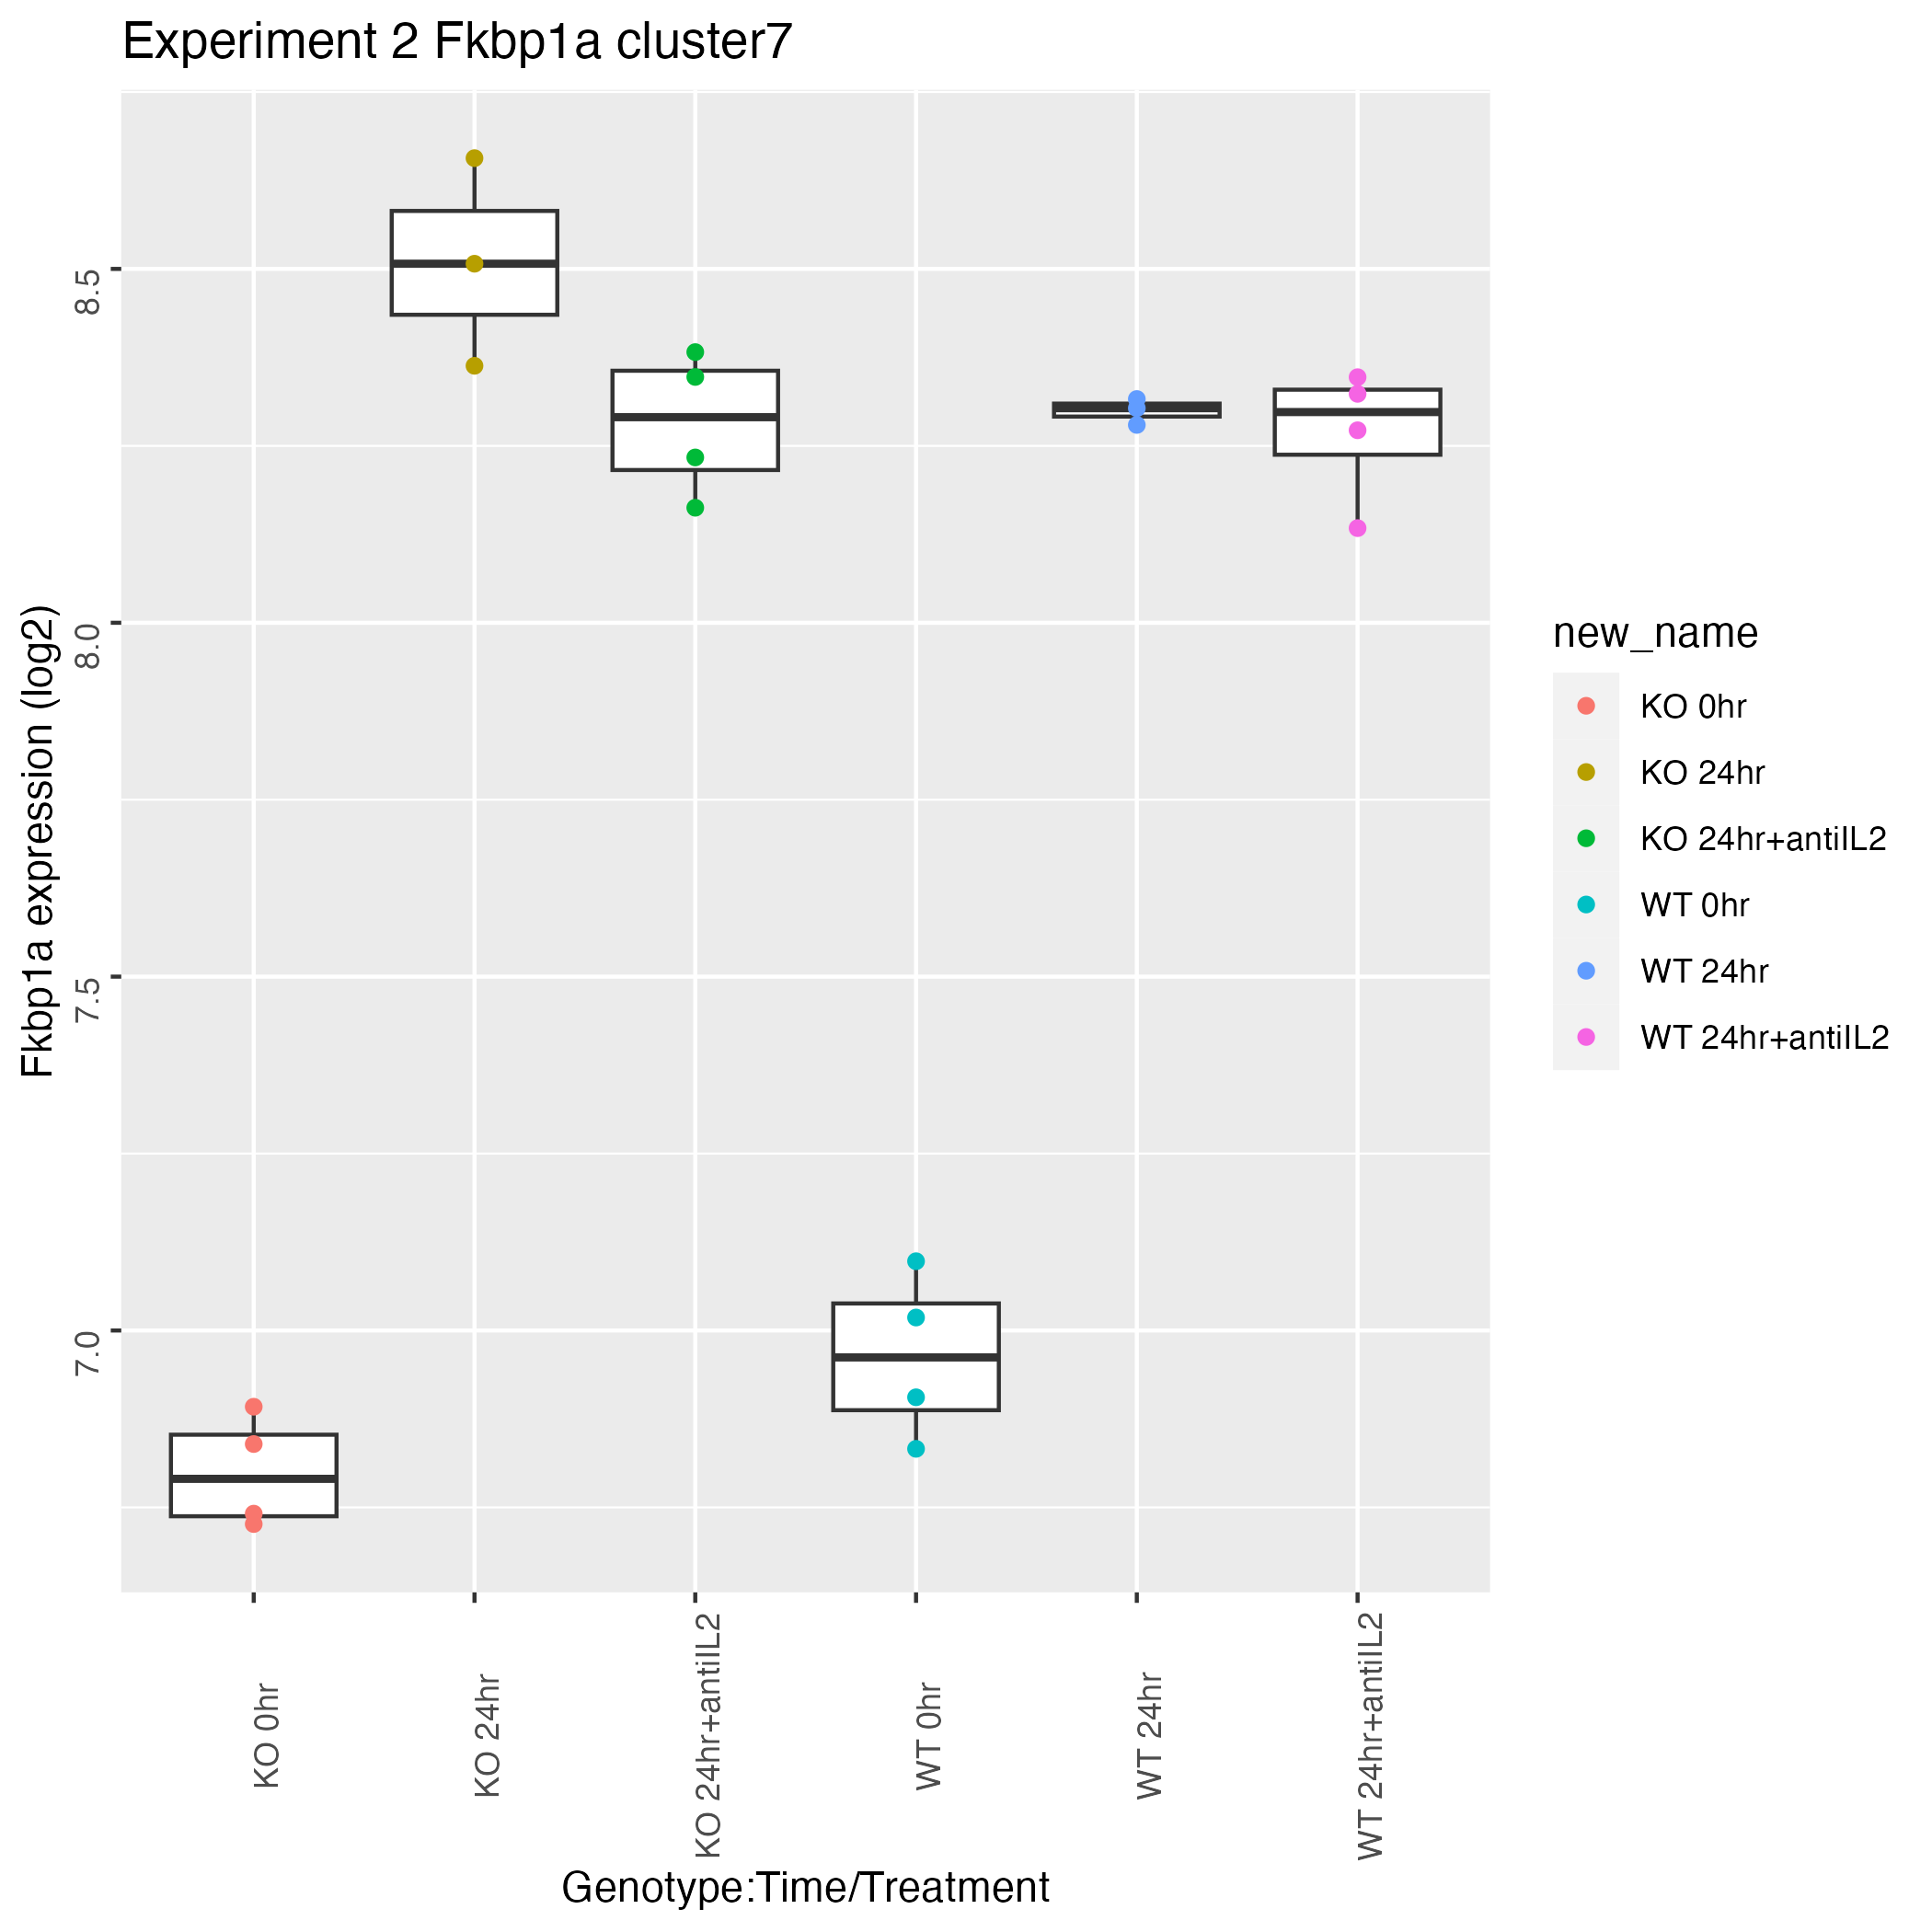 Experiment 2 Fkbp1a cluster7
Fkbp1a expression (log2)
8.5
8.0
7.5
7.0
KO 0hr
KO 24hr
KO 24hr+antiIL2
WT 0hr
WT 24hr
WT 24hr+antiIL2
Genotype:Time/Treatment
new_name
KO 0hr
KO 24hr
KO 24hr+antiIL2
WT 0hr
WT 24hr
WT 24hr+antiIL2